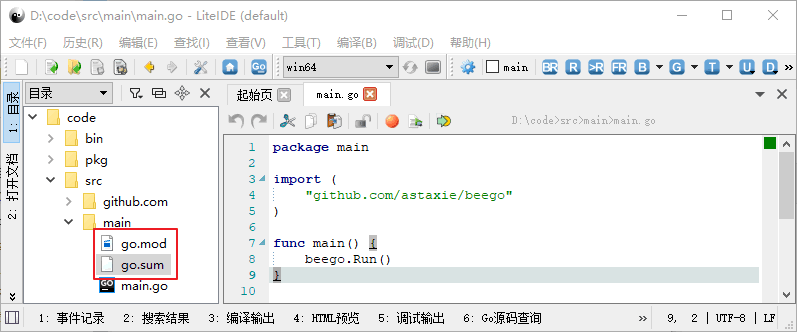 D:\code\src\main\main.go - LiteIDE (default)
文件(F) 历史(R) 编辑(E) 查找(I) 查看(V) 工具(T) 编译(B) 调试(D) 帮助(H)
Go win64 main BR R >R FR B G T U D »
1: 目录
2: 打开文档
»
目录
code
bin
pkg
src
github.com
main
go.mod
go.sum
GO main.go
起始页 main.go
D:\code>src>main>main.go
1 package main
2
3 import (
4 "github.com/astaxie/beego"
5 )
6
7 func main() {
8 beego.Run()
9 }
10
1: 事件记录 2: 搜索结果 3: 编译输出 4: HTML预览 5: 调试输出 6: Go源码查询 » 9, 2 | UTF-8 | LF